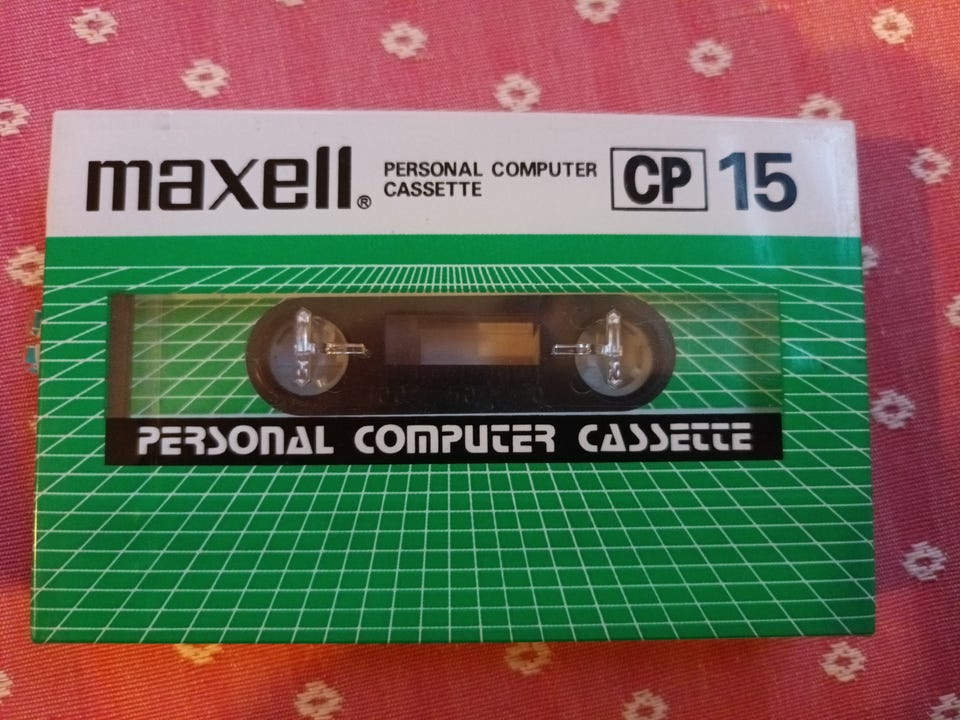 maxell® PERSONAL COMPUTER CASSETTE CP 15
PERSONAL COMPUTER CASSETTE